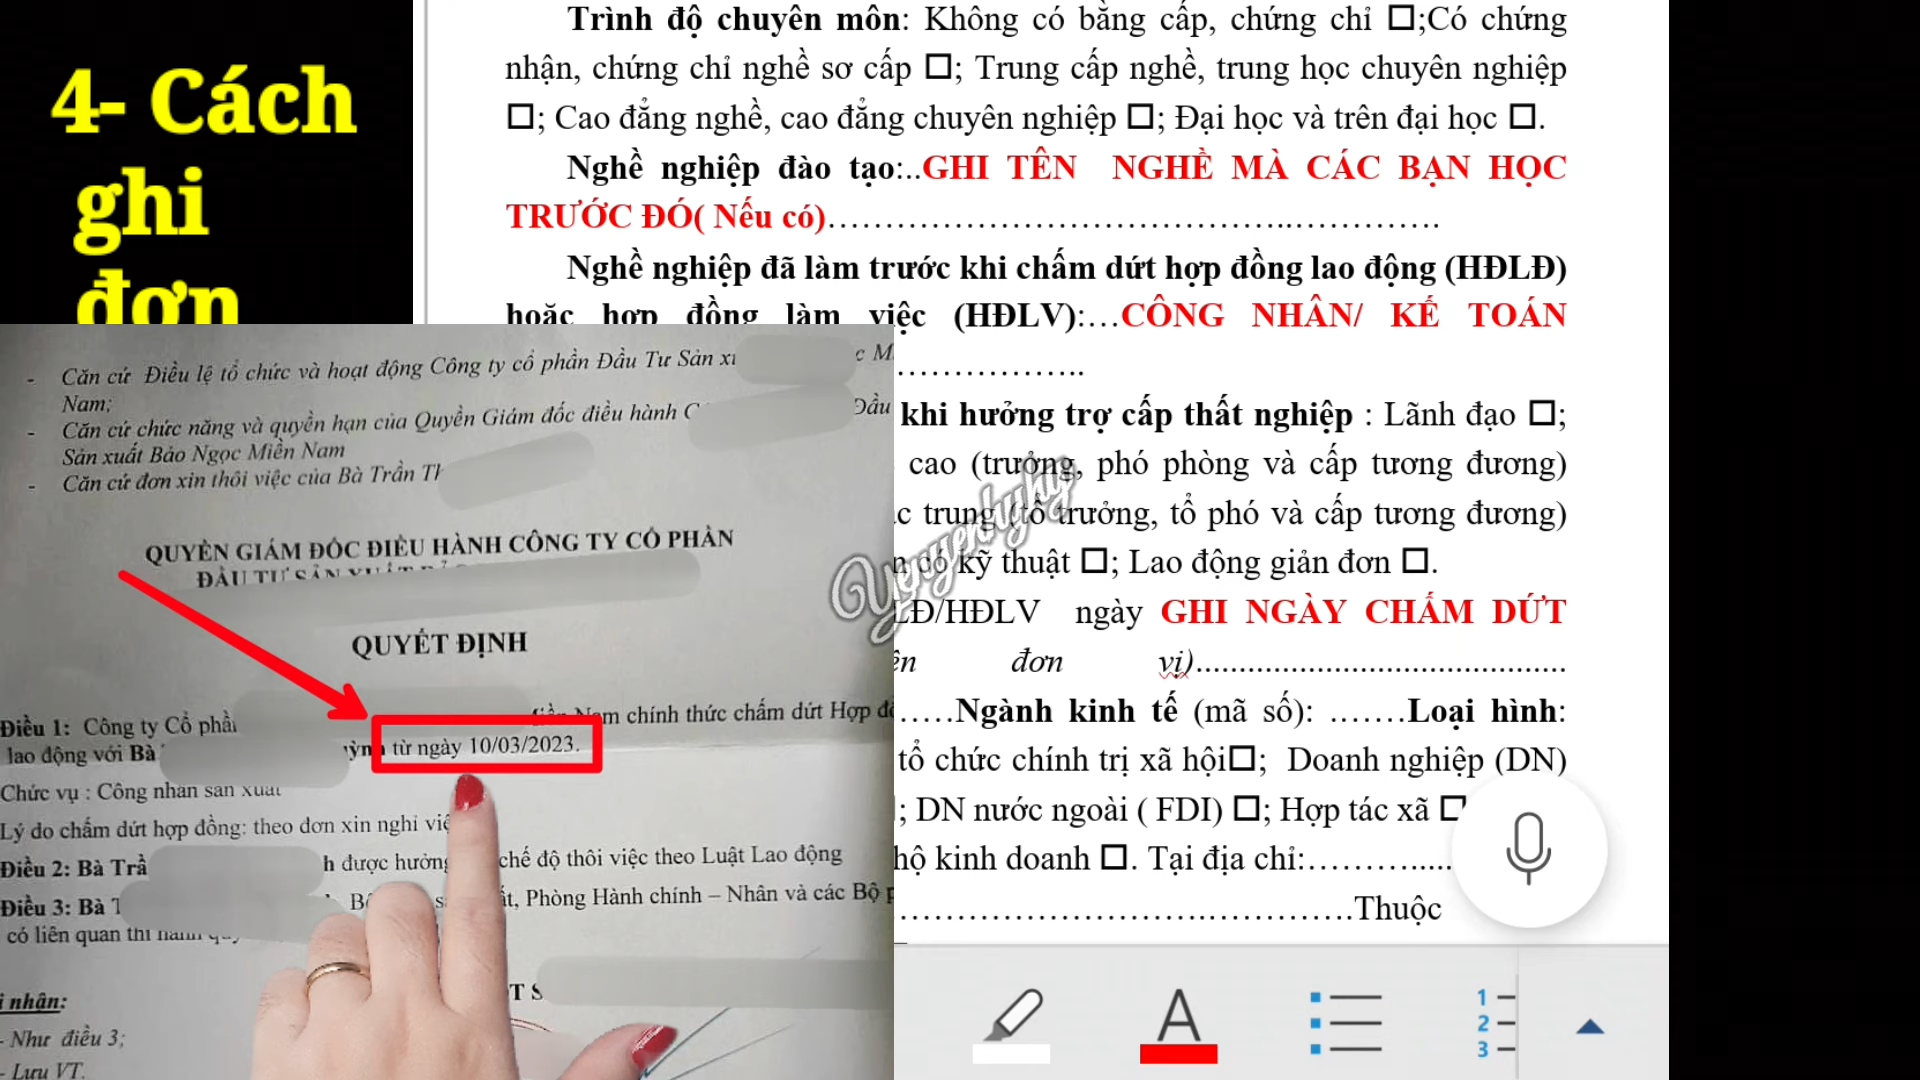 4- Cách
ghi
đơn
Trình độ chuyên môn: Không có bằng cấp, chứng chỉ ☐;Có chứng
nhận, chứng chỉ nghề sơ cấp ☐; Trung cấp nghề, trung học chuyên nghiệp
☐; Cao đẳng nghề, cao đẳng chuyên nghiệp ☐; Đại học và trên đại học ☐.
Nghề nghiệp đào tạo:..GHI TÊN NGHỀ MÀ CÁC BẠN HỌC
TRƯỚC ĐÓ( Nếu có)…………………………………..………….
Nghề nghiệp đã làm trước khi chấm dứt hợp đồng lao động (HĐLĐ)
hoặc hợp đồng làm việc (HĐLV):…CÔNG NHÂN/ KẾ TOÁN
……………..
khi hưởng trợ cấp thất nghiệp : Lãnh đạo ☐;
cao (trưởng, phó phòng và cấp tương đương)
trung (tổ trưởng, tổ phó và cấp tương đương)
có kỹ thuật ☐; Lao động giản đơn ☐.
LĐ/HĐLV ngày GHI NGÀY CHẤM DỨT
đơn vị)..........................................
……Ngành kinh tế (mã số): …….Loại hình:
tổ chức chính trị xã hội☐; Doanh nghiệp (DN)
; DN nước ngoài ( FDI) ☐; Hợp tác xã ☐
hộ kinh doanh ☐. Tại địa chỉ:………....
……………………….………….Thuộc
Yenyenlyhy
- Căn cứ Điều lệ tổ chức và hoạt động Công ty cổ phần Đầu Tư Sản
Nam;
- Căn cứ chức năng và quyền hạn của Quyền Giám đốc điều hành Đầu
Sản xuất Bảo Ngọc Miền Nam
- Căn cứ đơn xin thôi việc của Bà Trần
QUYỀN GIÁM ĐỐC ĐIỀU HÀNH CÔNG TY CỔ PHẦN
ĐẦU TƯ SẢN XUẤT
QUYẾT ĐỊNH
Điều 1: Công ty Cổ Nam chính thức chấm dứt Hợp
lao động với Bà từ ngày 10/03/2023.
Chức vụ : Công nhân sản xuất
Lý do chấm dứt hợp đồng: theo đơn xin nghỉ
Điều 2: Bà được hưởng chế độ thôi việc theo Luật Lao động
Điều 3: Bà Phòng Hành chính – Nhân và các Bộ
có liên quan thi hành
nhận:
- Như điều 3;
- Lưu VT.
A
1
2
3